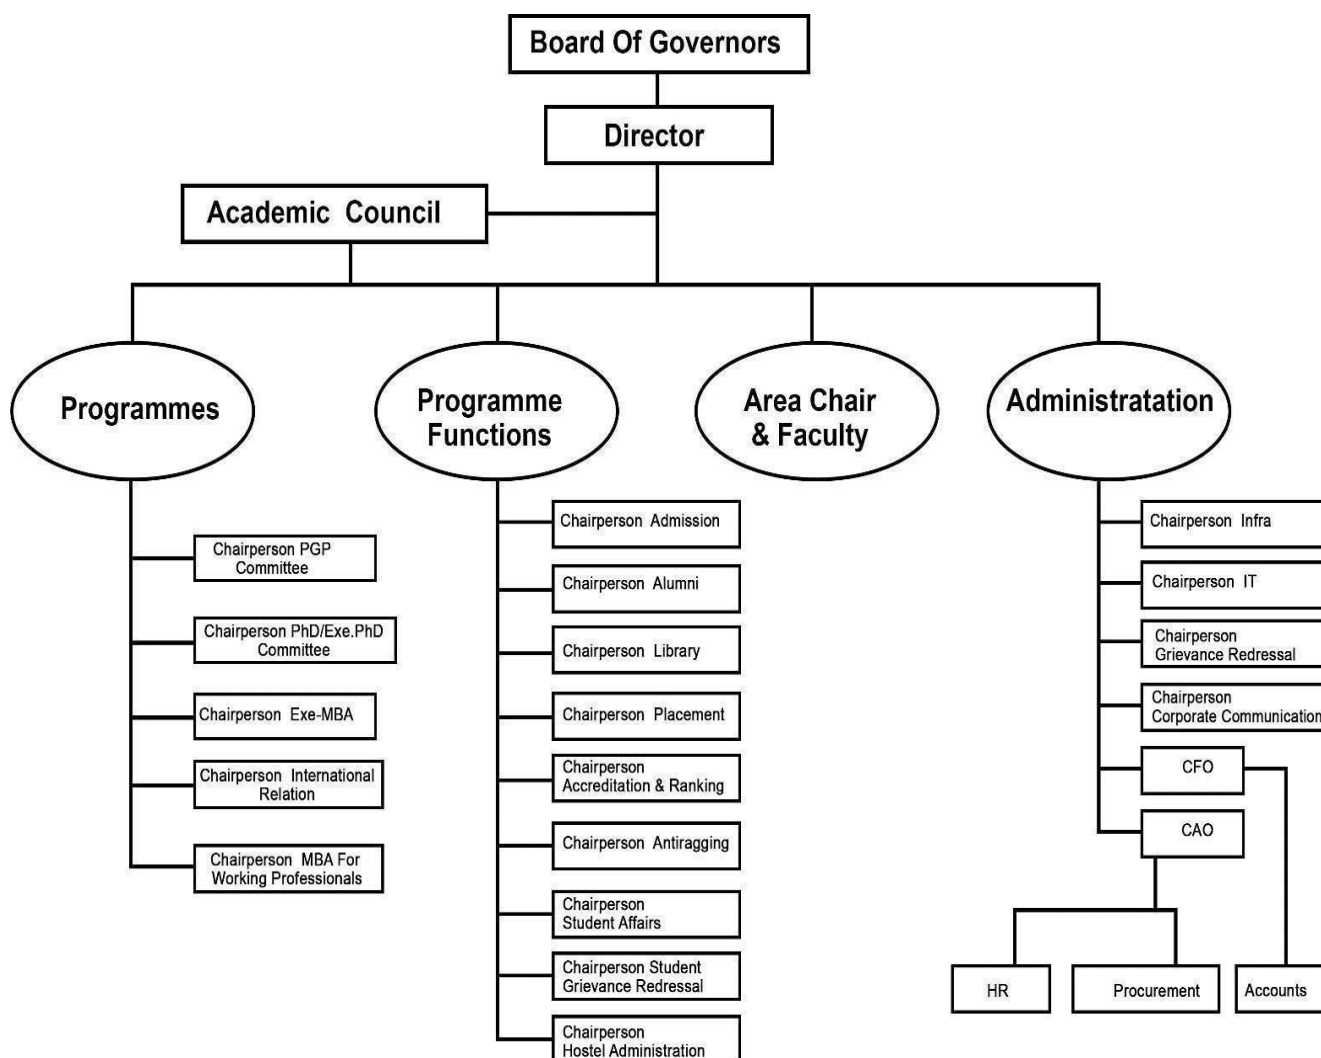 Board Of Governors
Director
Academic Council
Programmes
Programme
Functions
Area Chair
& Faculty
Administratation
Chairperson PGP
Committee
Chairperson PhD/Exe.PhD
Committee
Chairperson Exe-MBA
Chairperson International
Relation
Chairperson MBA For
Working Professionals
Chairperson Admission
Chairperson Alumni
Chairperson Library
Chairperson Placement
Chairperson
Accreditation & Ranking
Chairperson Antiragging
Chairperson
Student Affairs
Chairperson Student
Grievance Redressal
Chairperson
Hostel Administration
Chairperson Infra
Chairperson IT
Chairperson
Grievance Redressal
Chairperson
Corporate Communication
CFO
CAO
HR
Procurement
Accounts